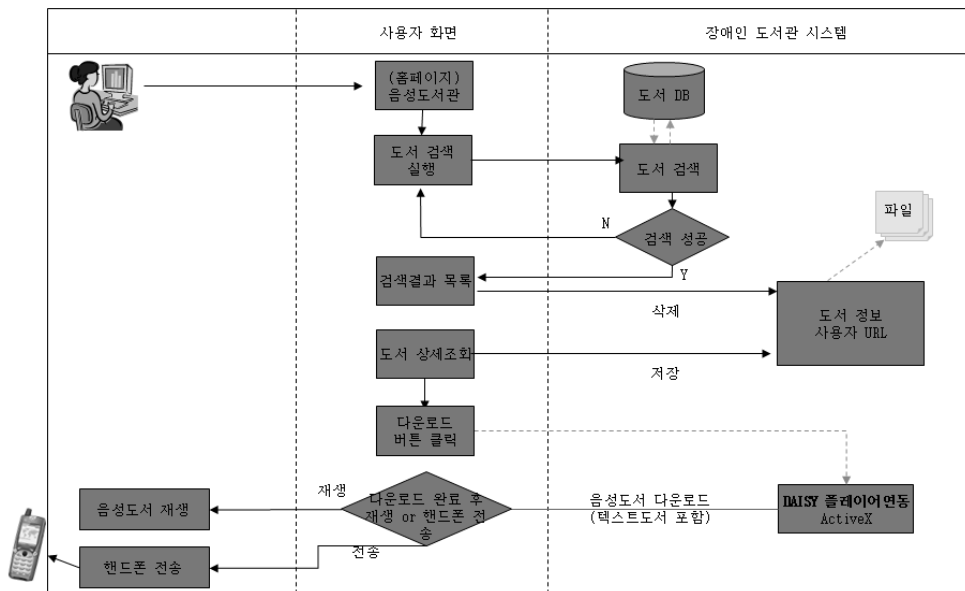 사용자 화면
장애인 도서관 시스템
(홈페이지)
음성도서관
도서 DB
도서 검색
실행
도서 검색
파일
N
검색 성공
Y
검색결과 목록
삭제
도서 정보
사용자 URL
도서 상세조회
저장
다운로드
버튼 클릭
재생
다운로드 완료 후
재생 or 핸드폰 전
송
음성도서 다운로드
(텍스트도서 포함)
DAISY 플레이어연동
ActiveX
음성도서 재생
전송
핸드폰 전송